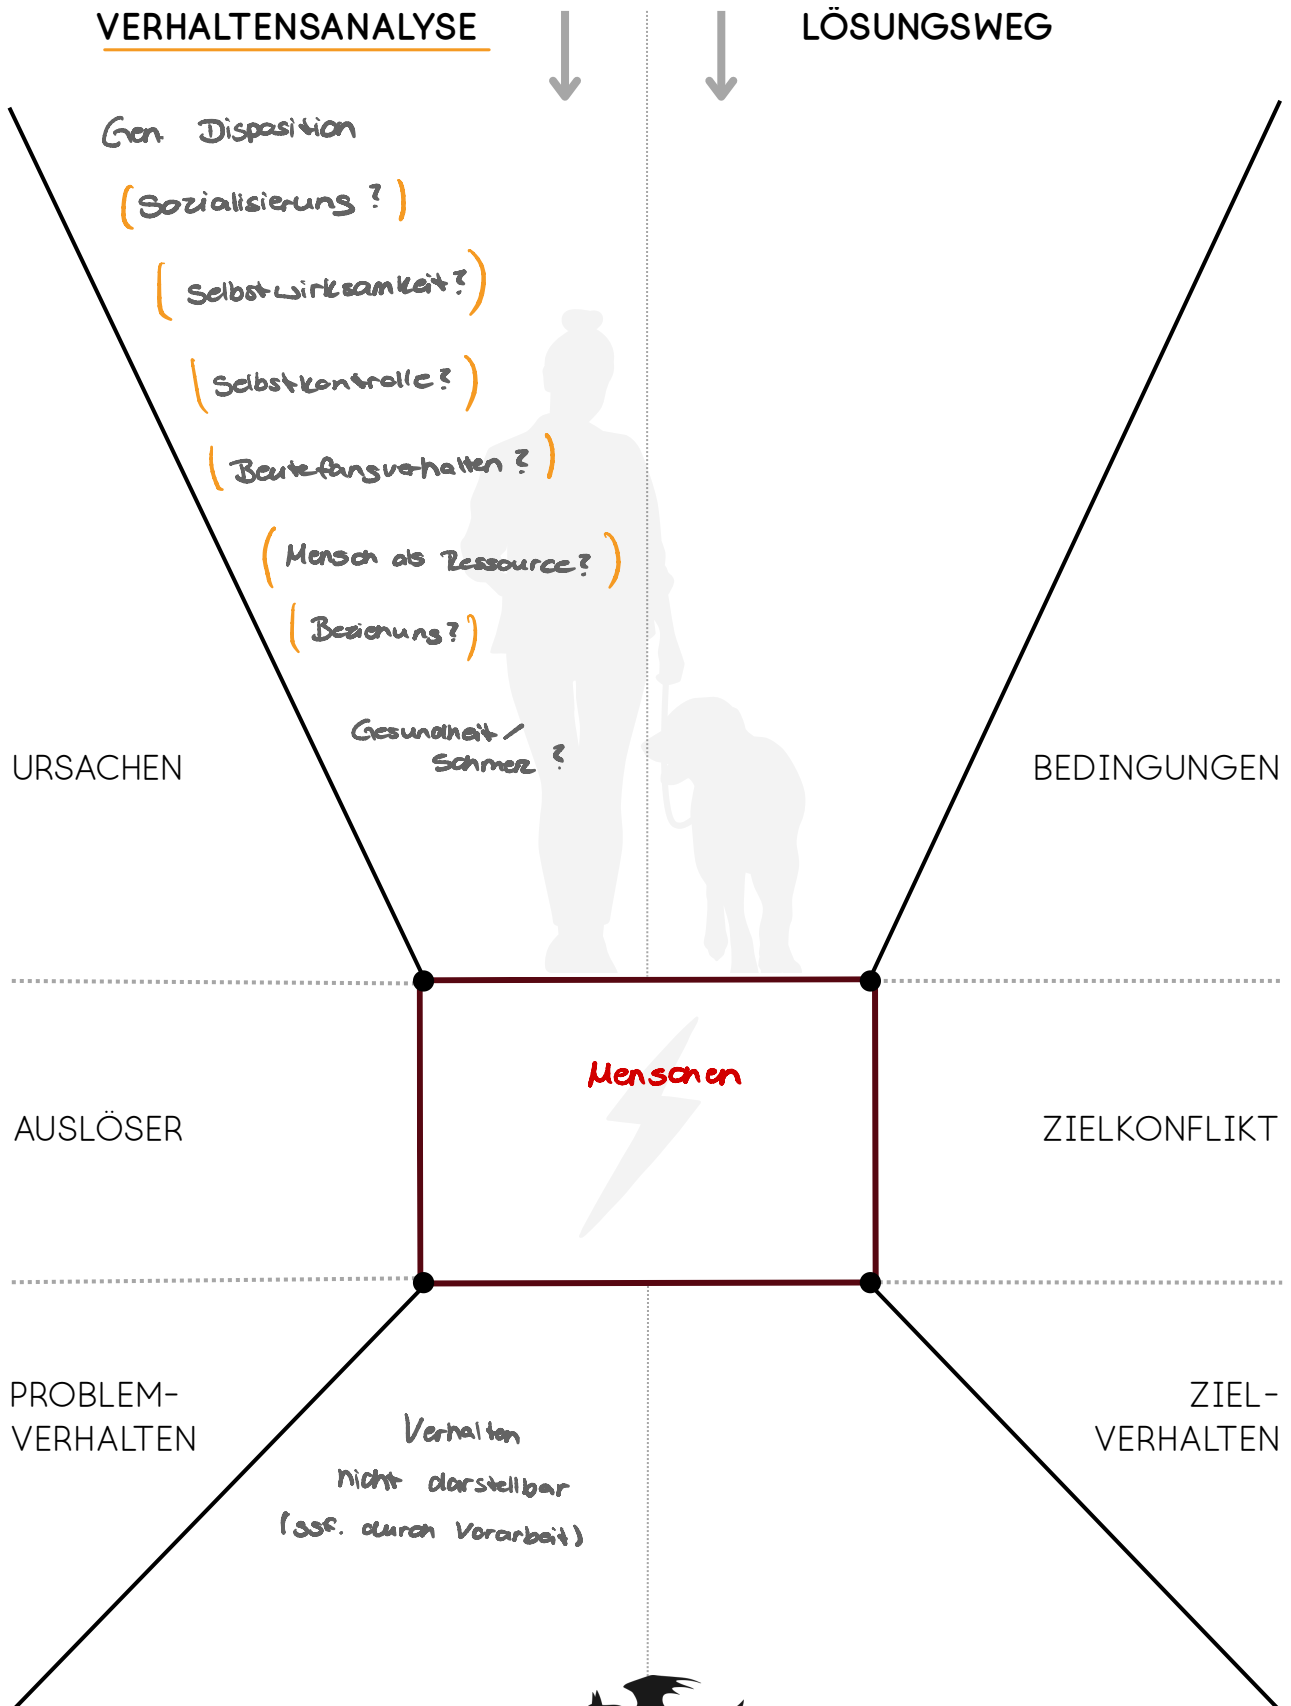 VERHALTENSANALYSE
LÖSUNGSWEG
Gen. Disposition
(Sozialisierung?)
(Selbstwirksamkeit?)
(Selbstkontrolle?)
(Beutefangverhalten?)
(Mensch als Ressource?)
(Beziehung?)
Gesundheit /
Schmerz ?
URSACHEN
BEDINGUNGEN
Menschen
AUSLÖSER
ZIELKONFLIKT
PROBLEM-
VERHALTEN
ZIEL-
VERHALTEN
Verhalten
nicht darstellbar
(ggf. durch Vorarbeit)